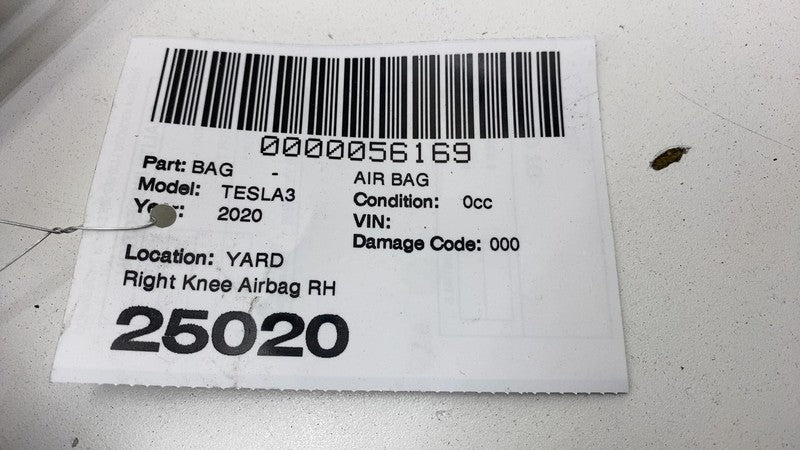 0000056169
Part: BAG - AIR BAG
Model: TESLA3 Condition: 0cc
Year: 2020 VIN:
Damage Code: 000
Location: YARD
Right Knee Airbag RH
25020